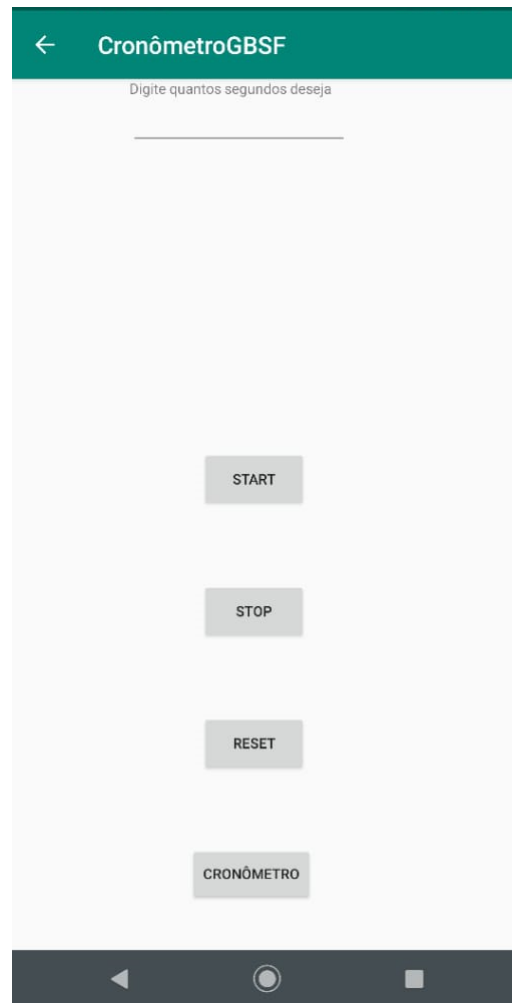 CronômetroGBSF
Digite quantos segundos deseja
START
STOP
RESET
CRONÔMETRO